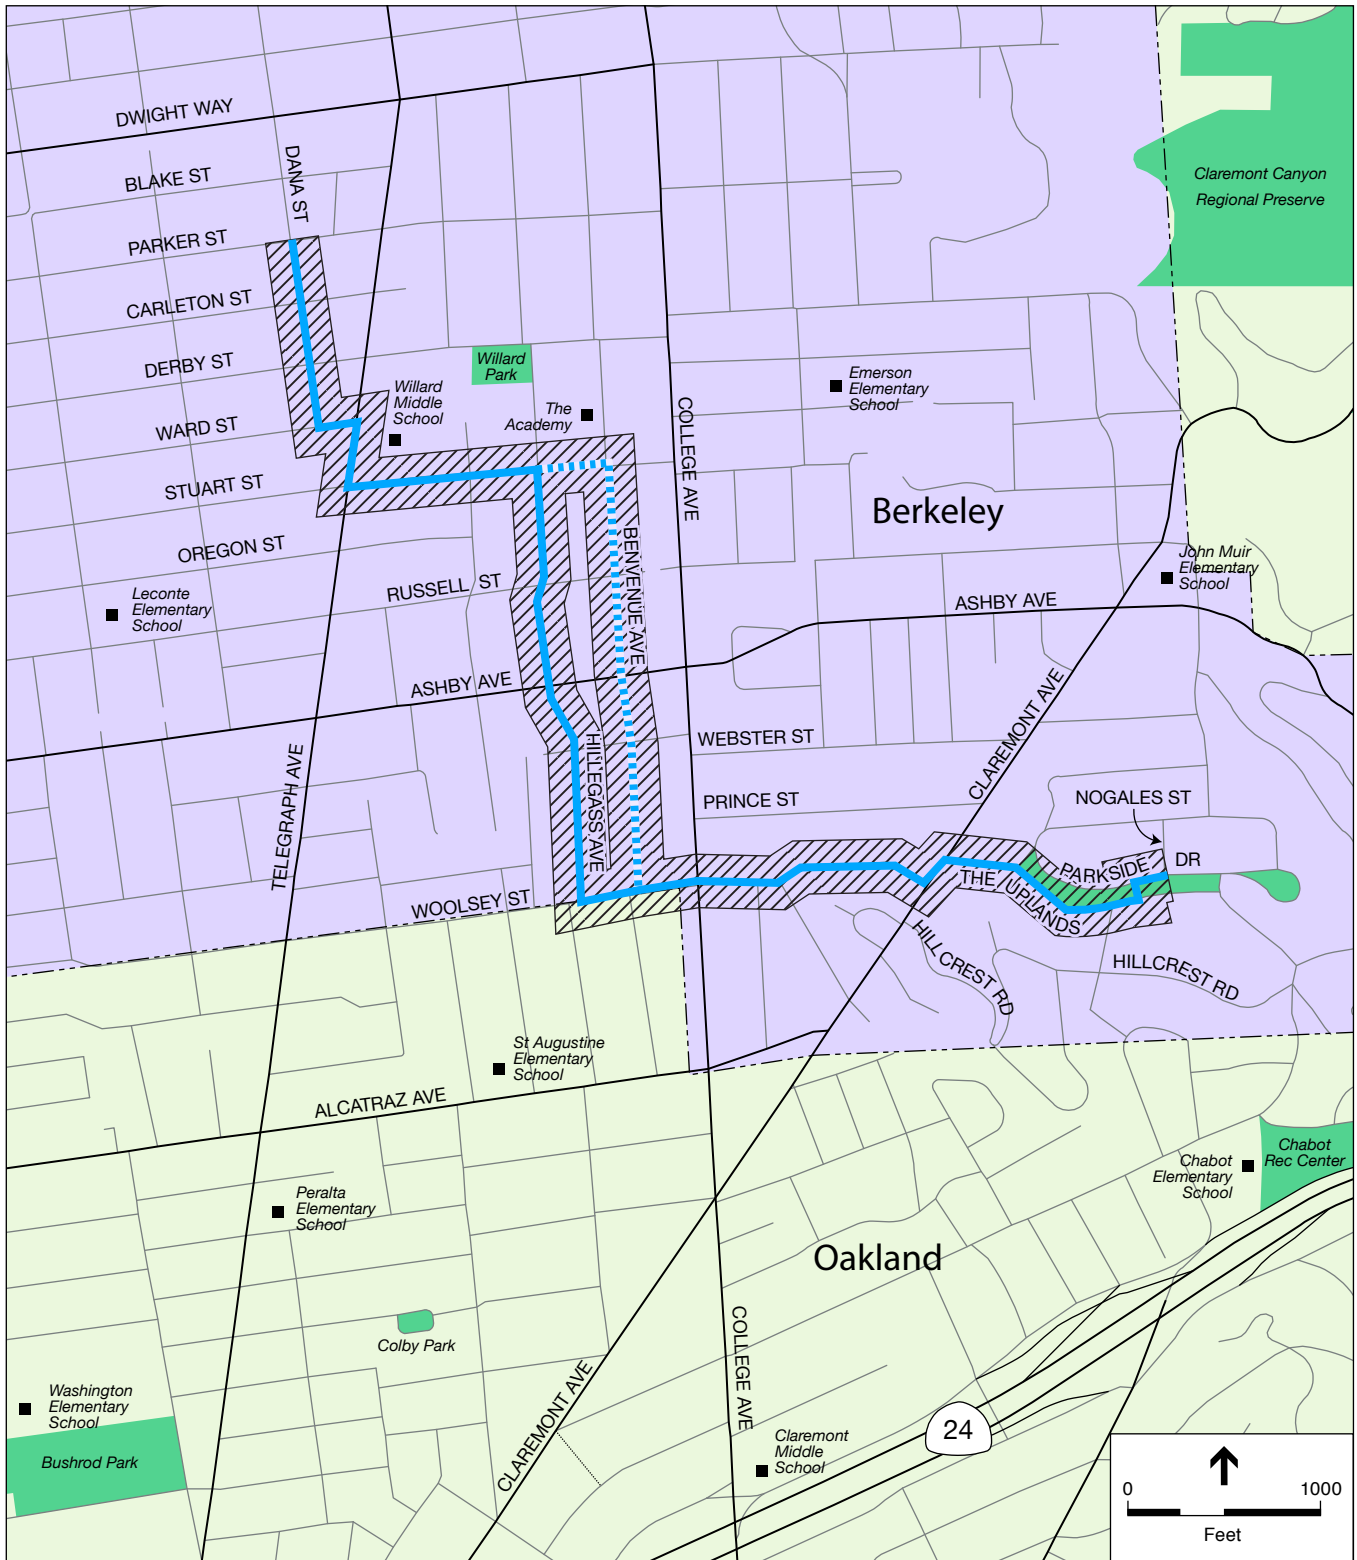 DWIGHT WAY
DANA ST
BLAKE ST
Claremont Canyon
Regional Preserve
PARKER ST
CARLETON ST
DERBY ST
Willard
Park
Willard
Middle
School
The
Academy
Emerson
Elementary
School
COLLEGE AVE
WARD ST
STUART ST
Berkeley
OREGON ST
BENVENUE AVE
John Muir
Elementary
School
RUSSELL ST
Leconte
Elementary
School
ASHBY AVE
ASHBY AVE
CLAREMONT AVE
WEBSTER ST
HILLEGASS AVE
TELEGRAPH AVE
PRINCE ST
NOGALES ST
PARKSIDE
DR
THE UPLANDS
WOOLSEY ST
HILLCREST RD
HILLCREST RD
St Augustine
Elementary
School
ALCATRAZ AVE
Chabot
Rec Center
Chabot
Elementary
School
Peralta
Elementary
School
Oakland
Colby Park
COLLEGE AVE
CLAREMONT AVE
Washington
Elementary
School
24
Claremont
Middle
School
Bushrod Park
0
1000
Feet